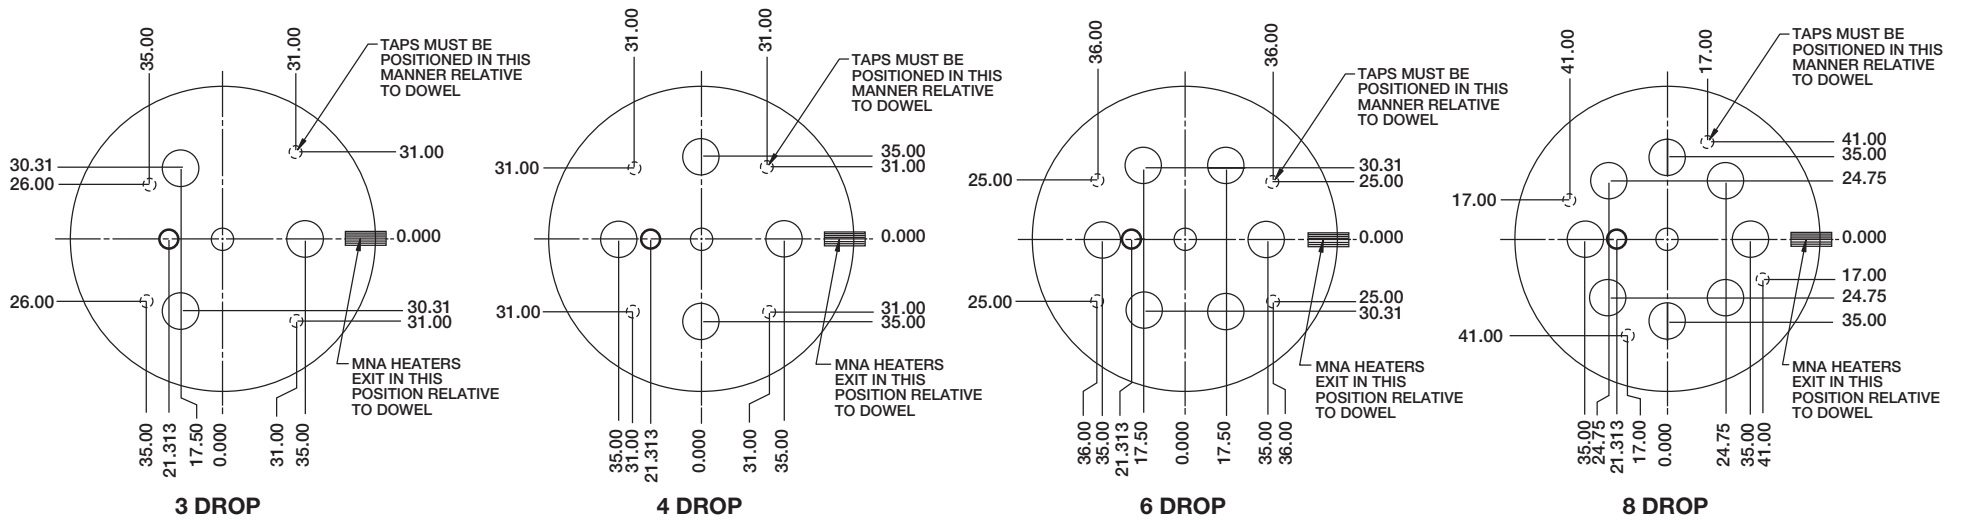 35.00
31.00
TAPS MUST BE
POSITIONED IN THIS
MANNER RELATIVE
TO DOWEL
30.31
26.00
31.00
0.000
26.00
30.31
31.00
MNA HEATERS
EXIT IN THIS
POSITION RELATIVE
TO DOWEL
35.00
21.313
17.50
0.000
31.00
35.00
3 DROP
31.00
31.00
TAPS MUST BE
POSITIONED IN THIS
MANNER RELATIVE
TO DOWEL
31.00
35.00
31.00
0.000
31.00
31.00
35.00
MNA HEATERS
EXIT IN THIS
POSITION RELATIVE
TO DOWEL
35.00
31.00
21.313
0.000
31.00
35.00
4 DROP
36.00
36.00
TAPS MUST BE
POSITIONED IN THIS
MANNER RELATIVE
TO DOWEL
25.00
30.31
25.00
0.000
25.00
25.00
30.31
MNA HEATERS
EXIT IN THIS
POSITION RELATIVE
TO DOWEL
36.00
35.00
21.313
17.50
0.000
17.50
35.00
36.00
6 DROP
41.00
17.00
TAPS MUST BE
POSITIONED IN THIS
MANNER RELATIVE
TO DOWEL
17.00
41.00
35.00
24.75
0.000
17.00
24.75
35.00
41.00
MNA HEATERS
EXIT IN THIS
POSITION RELATIVE
TO DOWEL
35.00
24.75
21.313
17.00
0.000
24.75
35.00
41.00
8 DROP